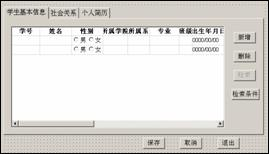 学生基本信息 社会关系 个人简历
学号 姓名 性别 所属学院 所属系 专业 班级 出生年月日
男 女 0000/00/00
男 女 0000/00/00
新增
删除
检索
检索条件
保存 取消 退出